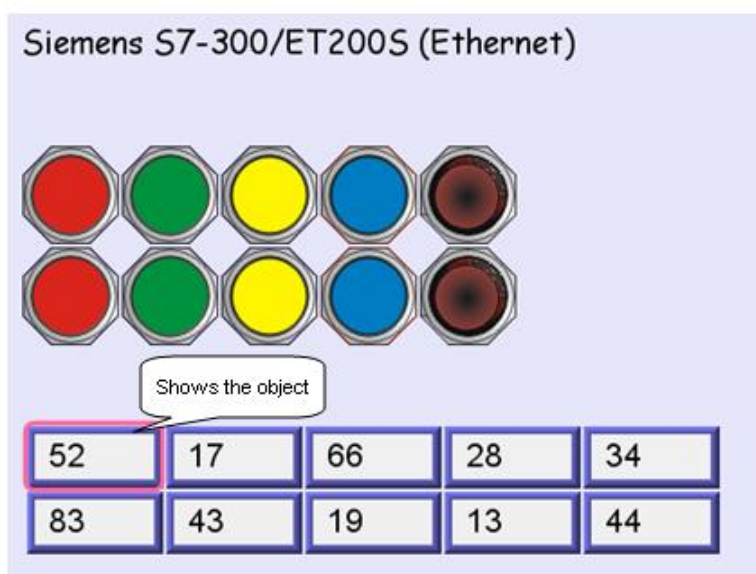 Siemens S7-300/ET200S (Ethernet)
Shows the object
52 17 66 28 34
83 43 19 13 44